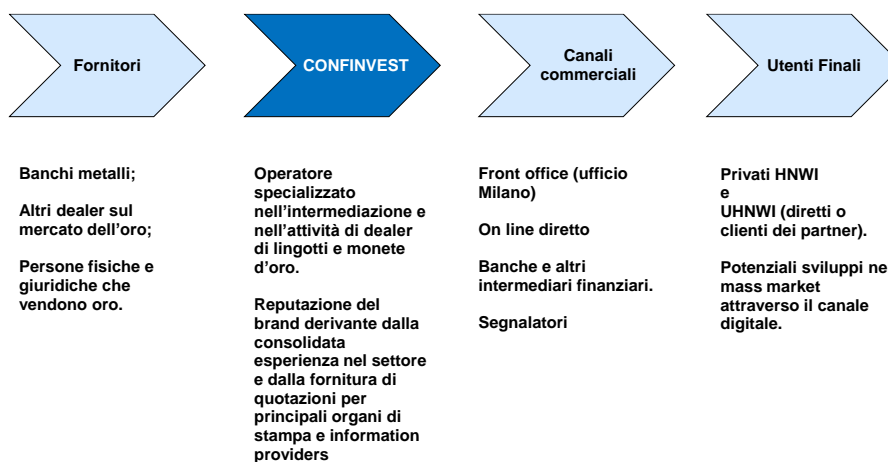 Fornitori
CONFINVEST
Canali
commerciali
Utenti Finali
Banchi metalli;
Altri dealer sul
mercato dell'oro;
Persone fisiche e
giuridiche che
vendono oro.
Operatore
specializzato
nell'intermediazione e
nell'attività di dealer
di lingotti e monete
d'oro.
Reputazione del
brand derivante dalla
consolidata
esperienza nel settore
e dalla fornitura di
quotazioni per
principali organi di
stampa e information
providers
Front office (ufficio
Milano)
On line diretto
Banche e altri
intermediari finanziari.
Segnalatori
Privati HNWI
e
UHNWI (diretti o
clienti dei partner).
Potenziali sviluppi ne
mass market
attraverso il canale
digitale.